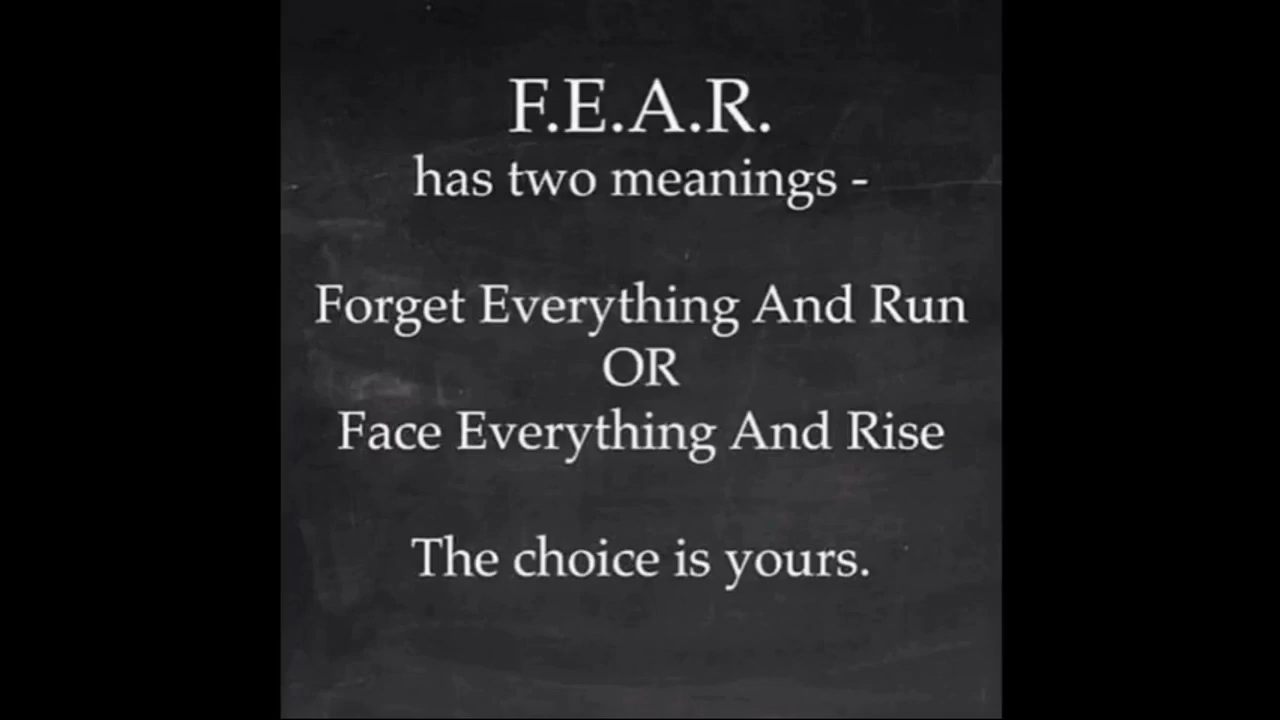 F.E.A.R.
has two meanings -
Forget Everything And Run
OR
Face Everything And Rise
The choice is yours.